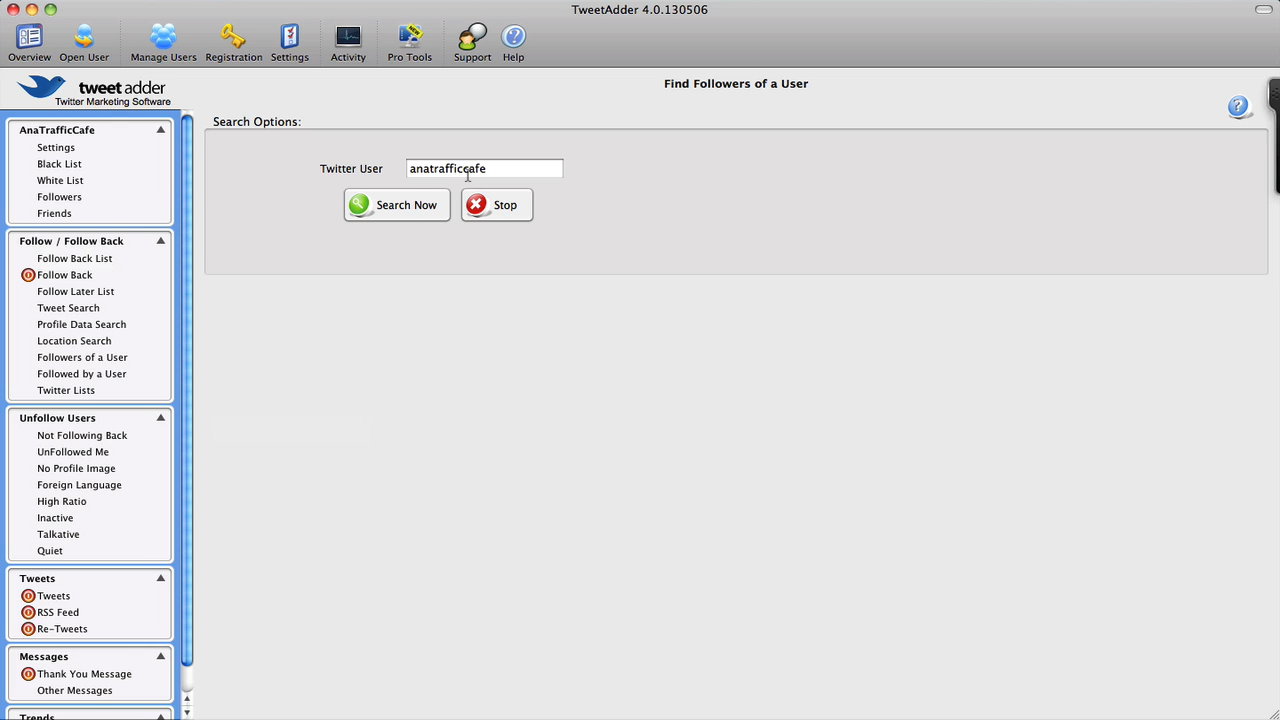 TweetAdder 4.0.130506
Overview Open User Manage Users Registration Settings Activity Pro Tools Support Help
NEW
tweet adder
Twitter Marketing Software
Find Followers of a User
?
AnaTrafficCafe
Settings
Black List
White List
Followers
Friends
Follow / Follow Back
Follow Back List
Follow Back
Follow Later List
Tweet Search
Profile Data Search
Location Search
Followers of a User
Followed by a User
Twitter Lists
Unfollow Users
Not Following Back
UnFollowed Me
No Profile Image
Foreign Language
High Ratio
Inactive
Talkative
Quiet
Tweets
Tweets
RSS Feed
Re-Tweets
Messages
Thank You Message
Other Messages
Trends
Search Options:
Twitter User anatrafficcafe
Search Now Stop